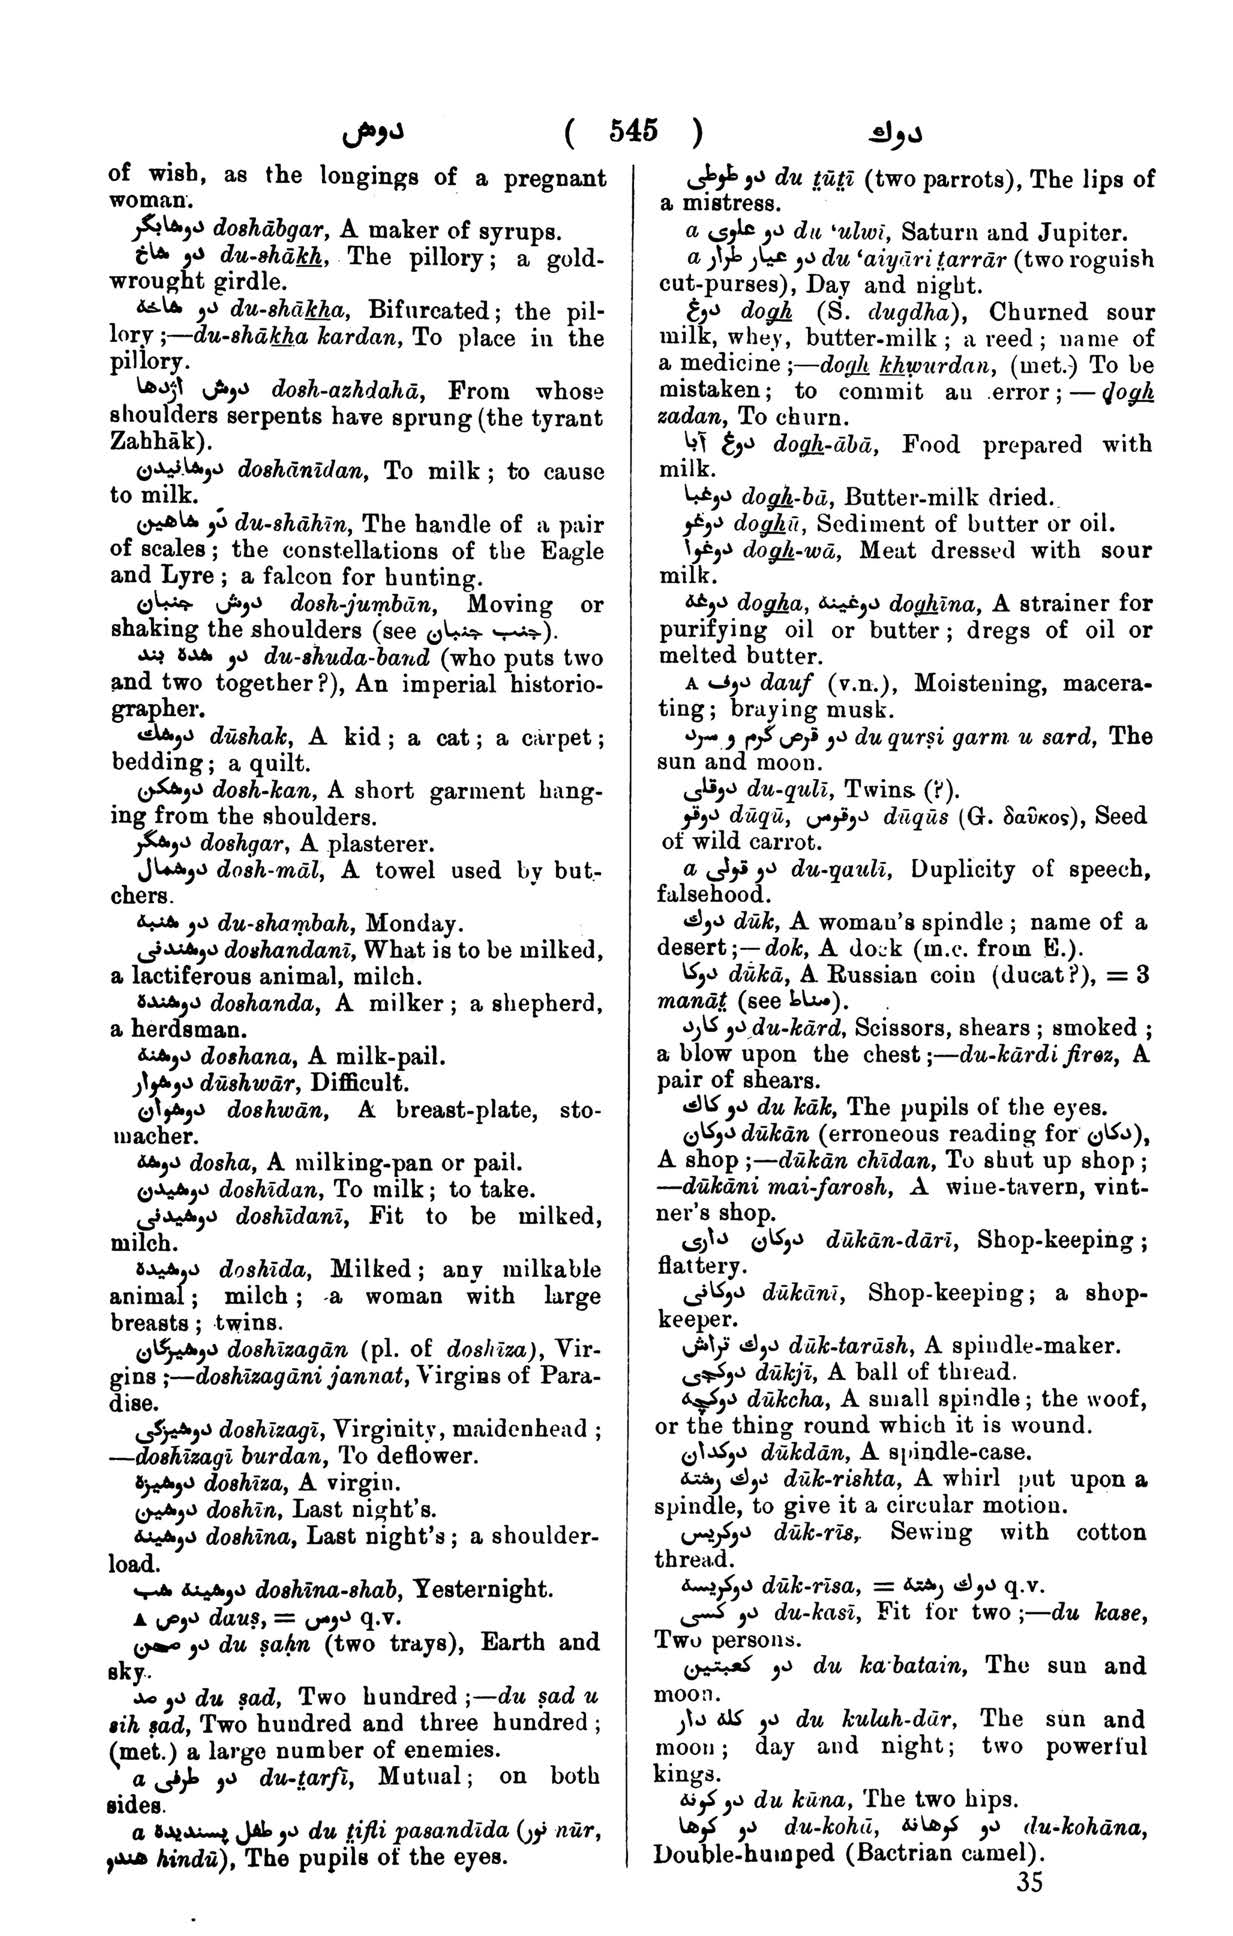 دوش ( 545 ) دوك
of wish, as the longings of a pregnant
woman.
دوشابگر doshābgar, A maker of syrups.
دو شاخ du-shākh, The pillory; a gold-
wrought girdle.
دو شاخه du-shākha, Bifurcated; the pil-
lory;—du-shākha kardan, To place in the
pillory.
دوش اژدها dosh-azhdahā, From whose
shoulders serpents have sprung (the tyrant
Zahhāk).
دوشانیدن doshānīdan, To milk; to cause
to milk.
دو شاهین du-shāhīn, The handle of a pair
of scales; the constellations of the Eagle
and Lyre; a falcon for hunting.
دوش جنبان dosh-juṃbān, Moving or
shaking the shoulders (see جنب جنبان).
دو شده بند du-shuda-band (who puts two
and two together?), An imperial historio-
grapher.
دوشك dūshak, A kid; a cat; a carpet;
bedding; a quilt.
دوشکن dosh-kan, A short garment hang-
ing from the shoulders.
دوشگر doshgar, A plasterer.
دوشمال dosh-māl, A towel used by but-
chers.
دو شنبه du-shaṃbah, Monday.
دوشندنی doshandanī, What is to be milked,
a lactiferous animal, milch.
دوشنده doshanda, A milker; a shepherd,
a herdsman.
دوشنه doshana, A milk-pail.
دوشوار dūshwār, Difficult.
دوشوان doshwān, A breast-plate, sto-
macher.
دوشه dosha, A milking-pan or pail.
دوشیدن doshīdan, To milk; to take.
دوشیدنی doshīdanī, Fit to be milked,
milch.
دوشیده doshīda, Milked; any milkable
animal; milch; a woman with large
breasts; twins.
دوشیزگان doshīzagān (pl. of doshīza), Vir-
gins;—doshīzagāni jannat, Virgins of Para-
dise.
دوشیزگی doshīzagī, Virginity, maidenhead;
—doshīzagī burdan, To deflower.
دوشیزه doshīza, A virgin.
دوشین doshīn, Last night's.
دوشینه doshīna, Last night's; a shoulder-
load.
دوشینه شب doshīna-shab, Yesternight.
A دوص dauṣ, = دوس q.v.
دو صحن du ṣaḥn (two trays), Earth and
sky.
دو صد du ṣad, Two hundred;—du ṣad u
sih ṣad, Two hundred and three hundred;
(met.) a large number of enemies.
a دو طرفی du-t̤arfī, Mutual; on both
sides.
a دو طفل پسندیده du t̤ifli pasandīda (نور nūr,
هندو hindū), The pupils of the eyes.
دو طوطی du t̤ūt̤ī (two parrots), The lips of
a mistress.
a دو علوی du ‘ulwī, Saturn and Jupiter.
a دو عیار طرار du ‘aiyāri t̤arrār (two roguish
cut-purses), Day and night.
دوغ dogh (S. dugdha), Churned sour
milk, whey, butter-milk; a reed; name of
a medicine;—dogh khẉurdan, (met.) To be
mistaken; to commit an error;—dogh
zadan, To churn.
دوغ آبا dogh-ābā, Food prepared with
milk.
دوغبا dogh-bā, Butter-milk dried.
دوغو doghū, Sediment of butter or oil.
دوغوا dogh-wā, Meat dressed with sour
milk.
دوغه dogha, دوغینه doghīna, A strainer for
purifying oil or butter; dregs of oil or
melted butter.
A دوف dauf (v.n.), Moistening, macera-
ting; braying musk.
دو قرص گرم و سرد du qurṣi garm u sard, The
sun and moon.
دوقلی du-qulī, Twins (?).
دوقو dūqū, دوقوس dūqūs (G. δαῦκος), Seed
of wild carrot.
a دو قولی du-qaulī, Duplicity of speech,
falsehood.
دوك dūk, A woman's spindle; name of a
desert;—dok, A dock (m.c. from E.).
دوکا dūkā, A Russian coin (ducat?), = 3
manāt̤ (see مناط).
دو کارد du-kārd, Scissors, shears; smoked;
a blow upon the chest;—du-kārdi firez, A
pair of shears.
دو کاك du kāk, The pupils of the eyes.
دوکان dūkān (erroneous reading for دکان),
A shop;—dūkān chīdan, To shut up shop;
—dūkāni mai-farosh, A wine-tavern, vint-
ner's shop.
دوکان داری dūkān-dārī, Shop-keeping;
flattery.
دوکانی dūkānī, Shop-keeping; a shop-
keeper.
دوك تراش dūk-tarāsh, A spindle-maker.
دوکجی dūkjī, A ball of thread.
دوکچه dūkcha, A small spindle; the woof,
or the thing round which it is wound.
دوکدان dūkdān, A spindle-case.
دوك رشته dūk-rishta, A whirl put upon a
spindle, to give it a circular motion.
دوکریس dūk-rīs, Sewing with cotton
thread.
دوکریسه dūk-rīsa, = دوك رشته q.v.
دو کسی du-kasī, Fit for two;—du kase,
Two persons.
دو کعبتین du ka‘batain, The sun and
moon.
دو کله دار du kulah-dār, The sun and
moon; day and night; two powerful
kings.
دو کونه du kūna, The two hips.
دو کوها du-kohā, دو کوهانه du-kohāna,
Double-humped (Bactrian camel).
35